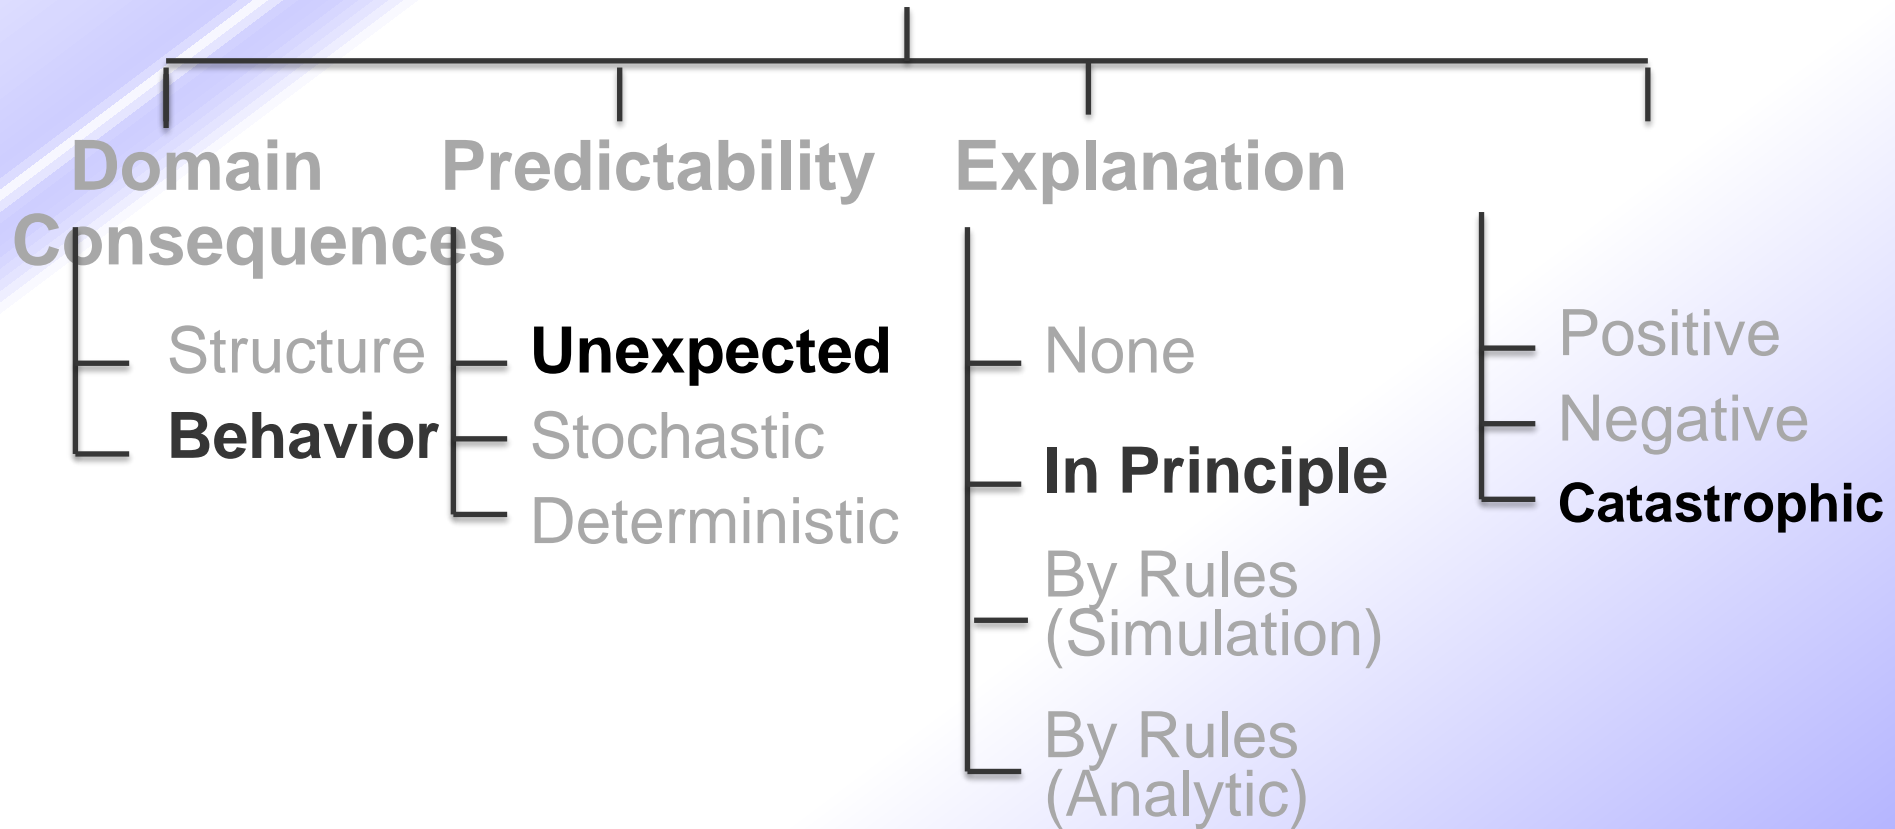 Domain Predictability Explanation
Consequences
Structure
Behavior
Unexpected
Stochastic
Deterministic
None
In Principle
By Rules
(Simulation)
By Rules
(Analytic)
Positive
Negative
Catastrophic